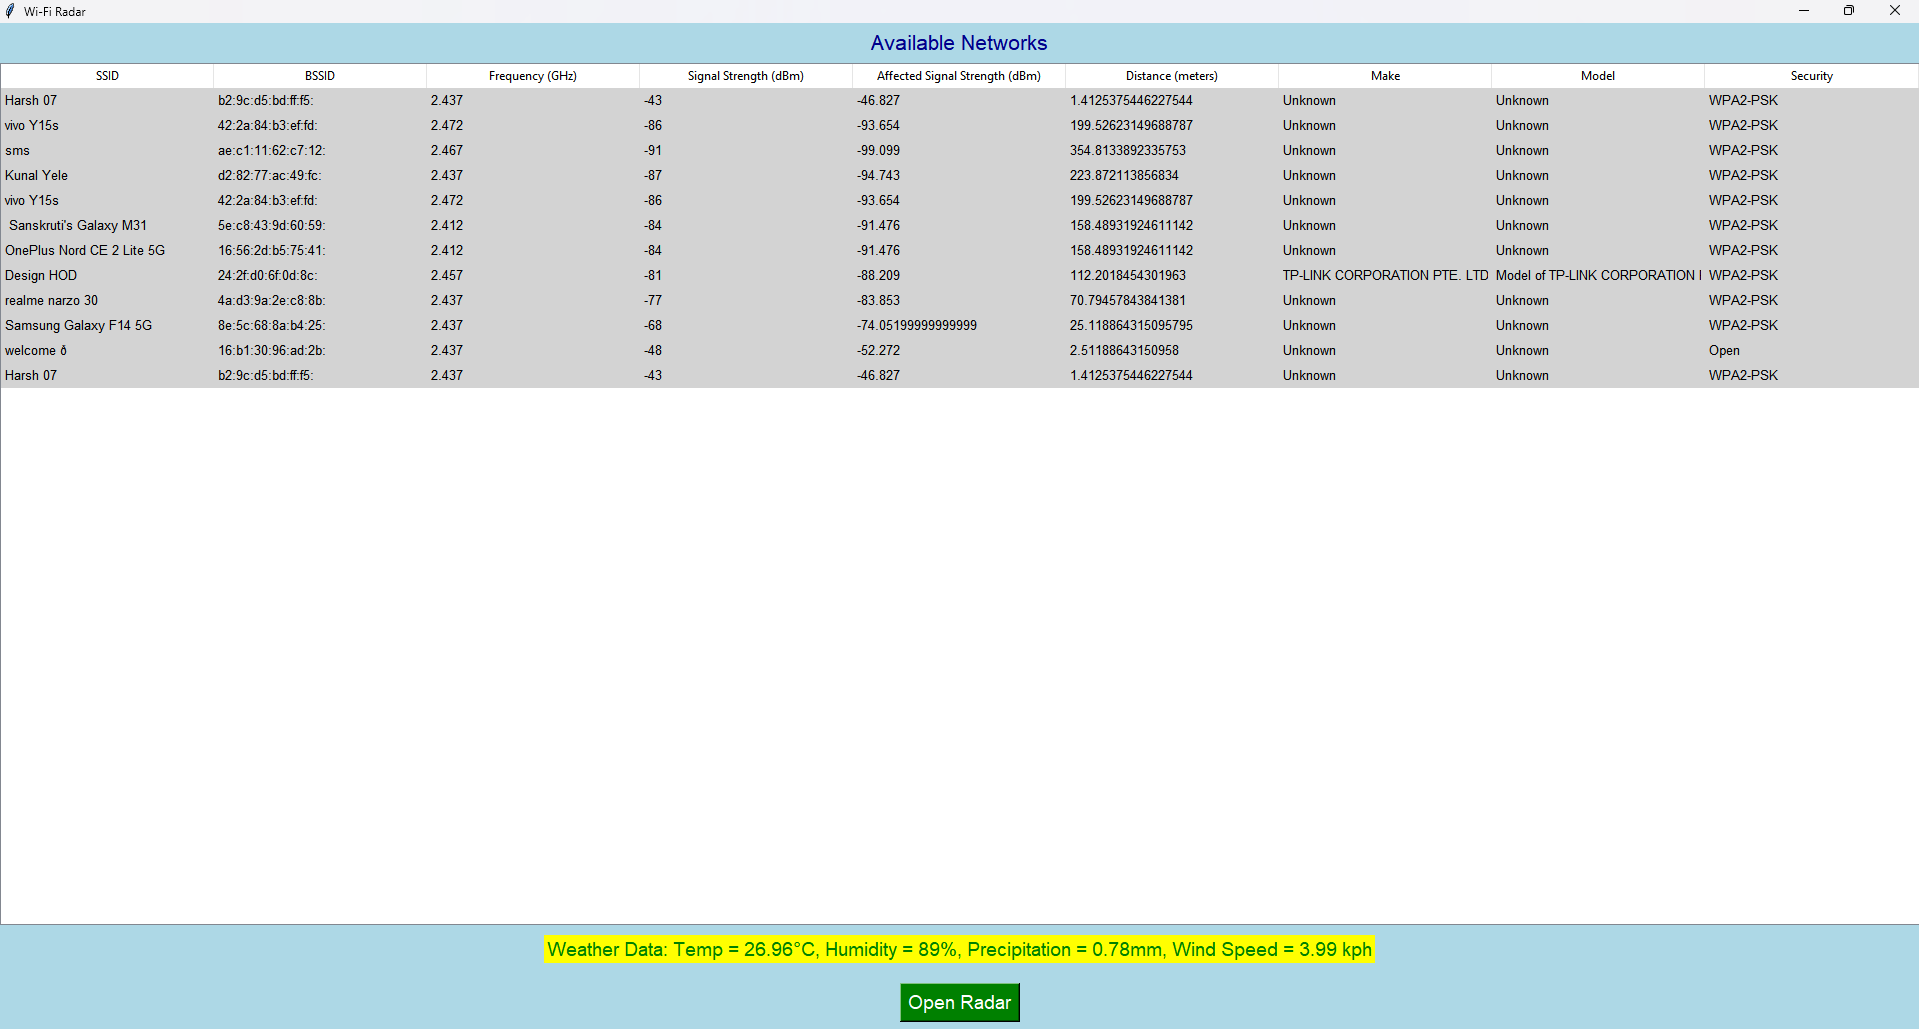 Wi-Fi Radar
Available Networks
SSID BSSID Frequency (GHz) Signal Strength (dBm) Affected Signal Strength (dBm) Distance (meters) Make Model Security
Harsh 07 b2:9c:d5:bd:ff:f5: 2.437 -43 -46.827 1.4125375446227544 Unknown Unknown WPA2-PSK
vivo Y15s 42:2a:84:b3:ef:fd: 2.472 -86 -93.654 199.52623149688787 Unknown Unknown WPA2-PSK
sms ae:c1:11:62:c7:12: 2.467 -91 -99.099 354.8133892335753 Unknown Unknown WPA2-PSK
Kunal Yele d2:82:77:ac:49:fc: 2.437 -87 -94.743 223.872113856834 Unknown Unknown WPA2-PSK
vivo Y15s 42:2a:84:b3:ef:fd: 2.472 -86 -93.654 199.52623149688787 Unknown Unknown WPA2-PSK
Sanskruti's Galaxy M31 5e:c8:43:9d:60:59: 2.412 -84 -91.476 158.48931924611142 Unknown Unknown WPA2-PSK
OnePlus Nord CE 2 Lite 5G 16:56:2d:b5:75:41: 2.412 -84 -91.476 158.48931924611142 Unknown Unknown WPA2-PSK
Design HOD 24:2f:d0:6f:0d:8c: 2.457 -81 -88.209 112.2018454301963 TP-LINK CORPORATION PTE. LTD Model of TP-LINK CORPORATION WPA2-PSK
realme narzo 30 4a:d3:9a:2e:c8:8b: 2.437 -77 -83.853 70.79457843841381 Unknown Unknown WPA2-PSK
Samsung Galaxy F14 5G 8e:5c:68:8a:b4:25: 2.437 -68 -74.05199999999999 25.118864315095795 Unknown Unknown WPA2-PSK
welcome ð 16:b1:30:96:ad:2b: 2.437 -48 -52.272 2.51188643150958 Unknown Unknown Open
Harsh 07 b2:9c:d5:bd:ff:f5: 2.437 -43 -46.827 1.4125375446227544 Unknown Unknown WPA2-PSK
Weather Data: Temp = 26.96°C, Humidity = 89%, Precipitation = 0.78mm, Wind Speed = 3.99 kph
Open Radar